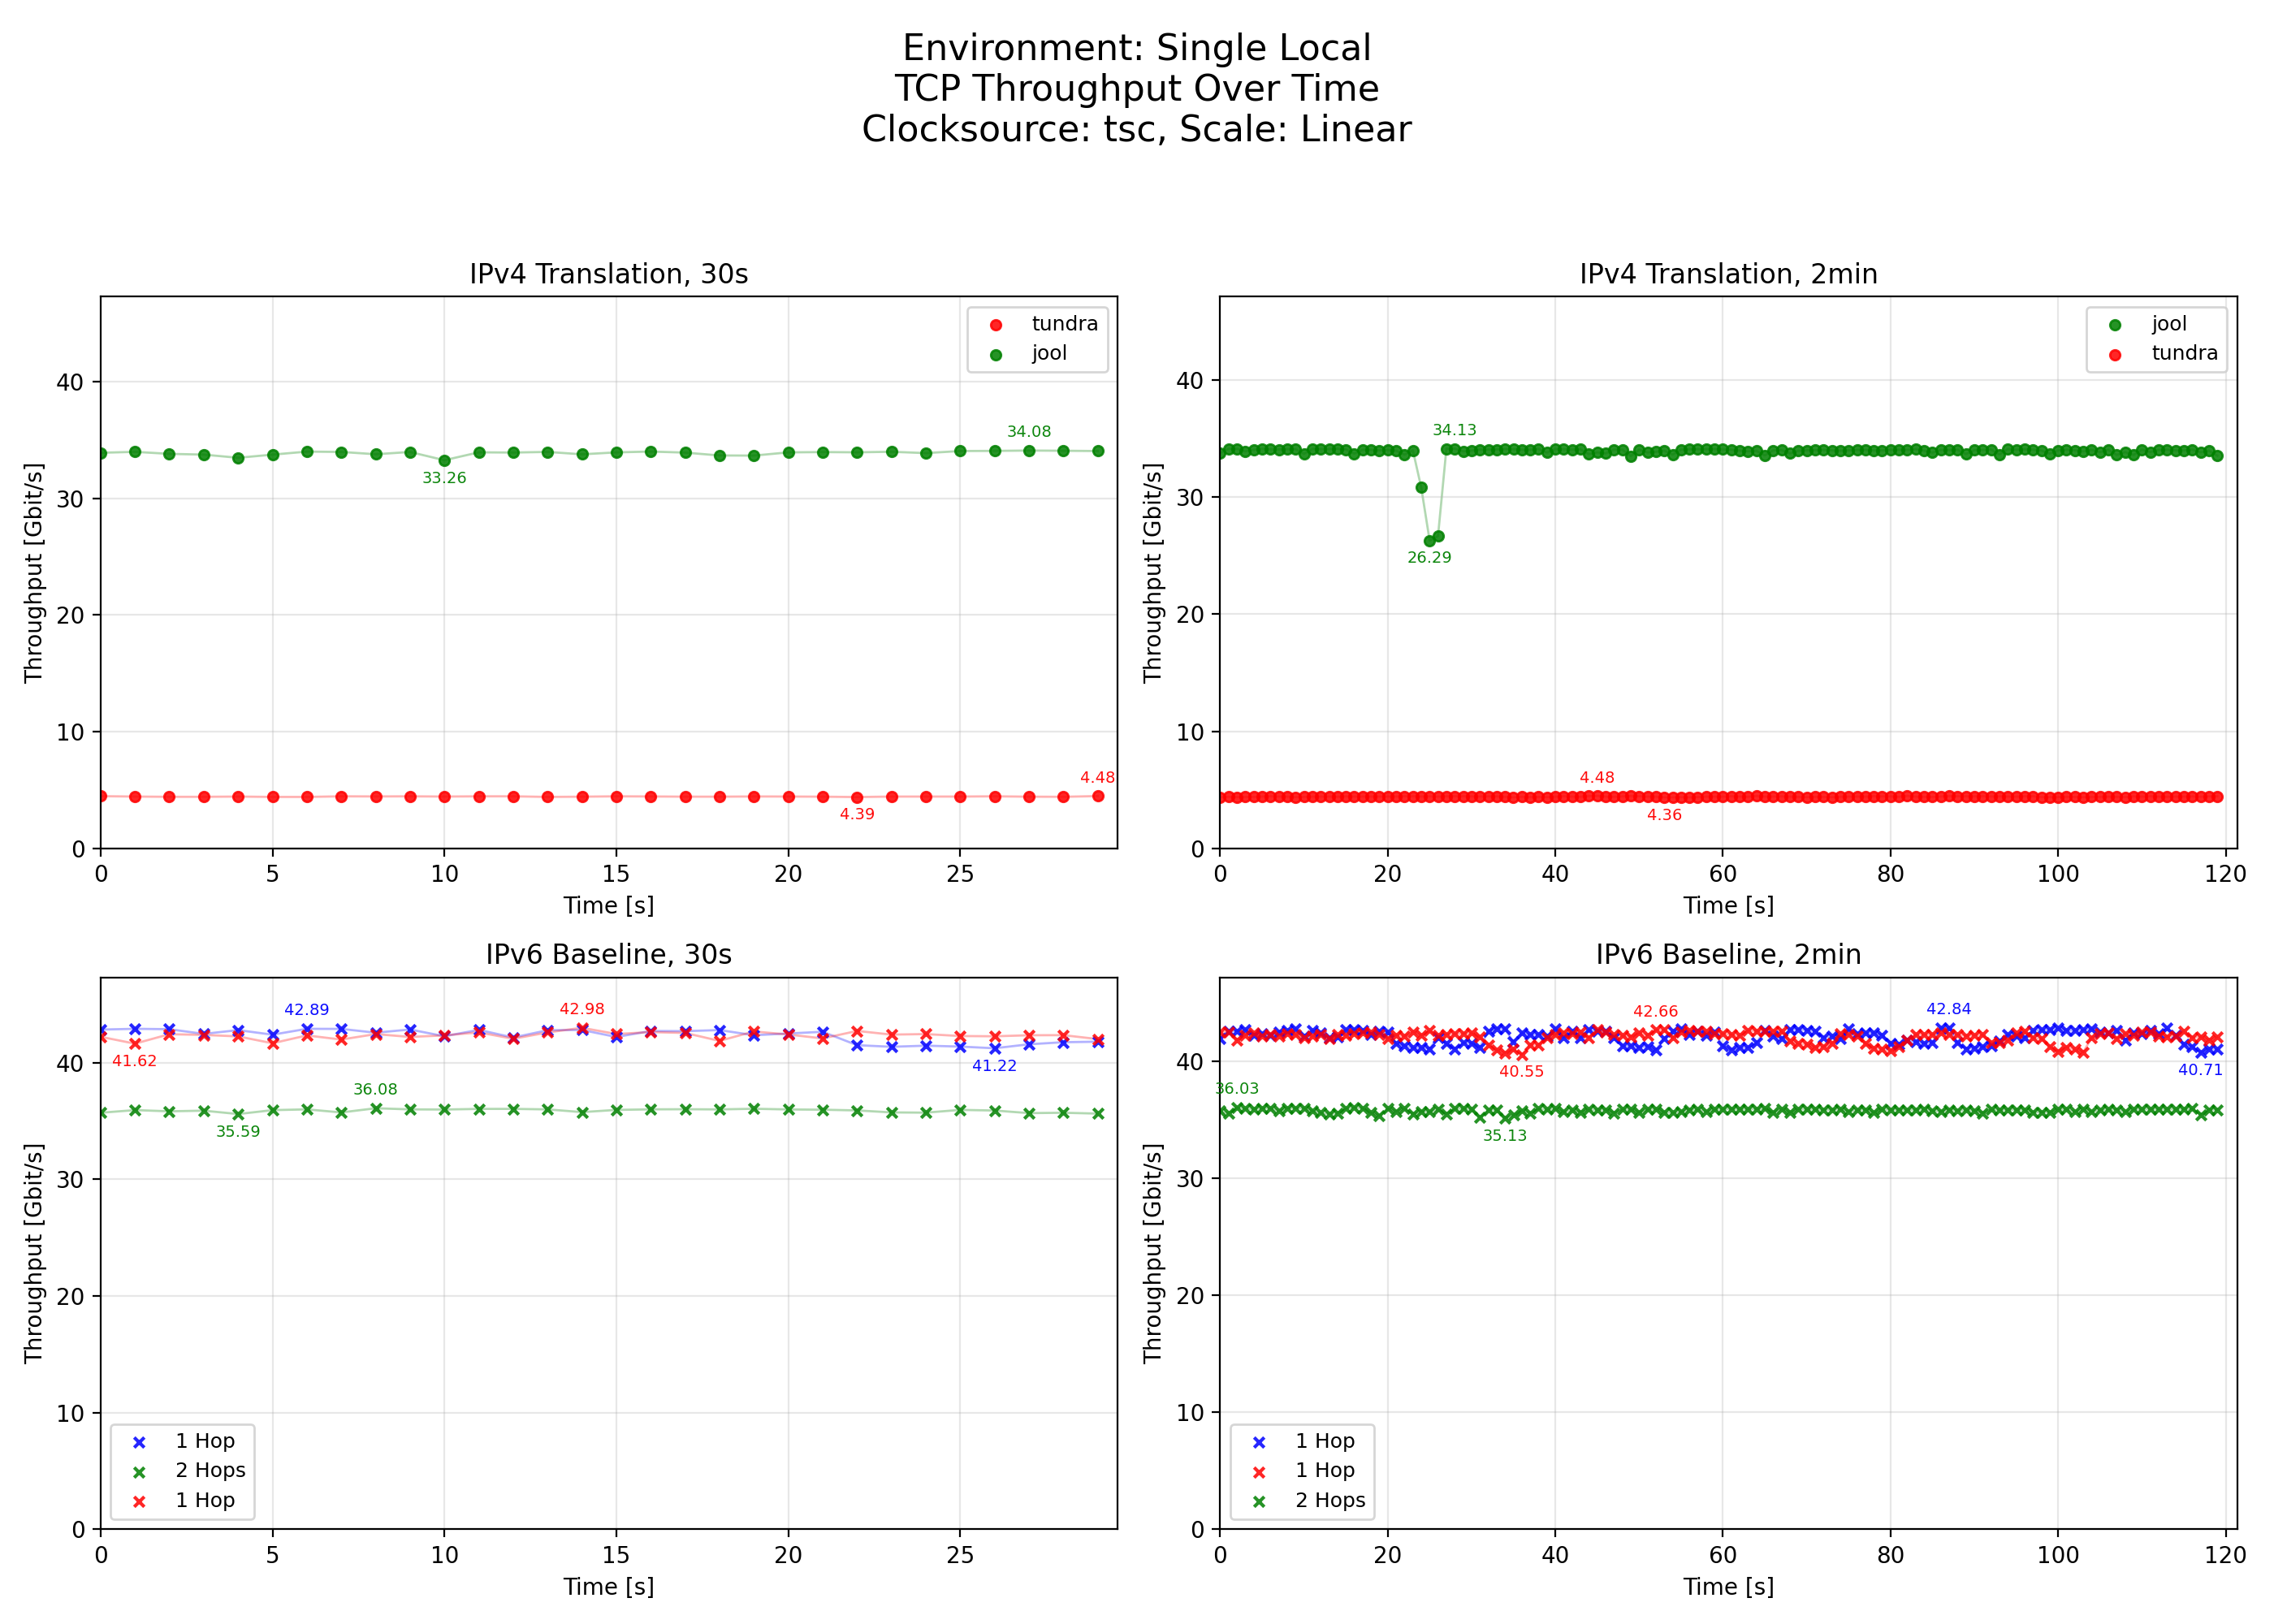 Environment: Single Local
TCP Throughput Over Time
Clocksource: tsc, Scale: Linear
IPv4 Translation, 30s
Throughput [Gbit/s]
40
30
20
10
0
tundra
jool
34.08
33.26
4.48
4.39
0
5
10
15
20
25
Time [s]
IPv4 Translation, 2min
Throughput [Gbit/s]
40
30
20
10
0
jool
tundra
34.13
26.29
4.48
4.36
0
20
40
60
80
100
120
Time [s]
IPv6 Baseline, 30s
Throughput [Gbit/s]
40
30
20
10
0
42.89
42.98
41.62
41.22
36.08
35.59
1 Hop
2 Hops
1 Hop
0
5
10
15
20
25
Time [s]
IPv6 Baseline, 2min
Throughput [Gbit/s]
40
30
20
10
0
42.66
42.84
40.55
40.71
36.03
35.13
1 Hop
1 Hop
2 Hops
0
20
40
60
80
100
120
Time [s]